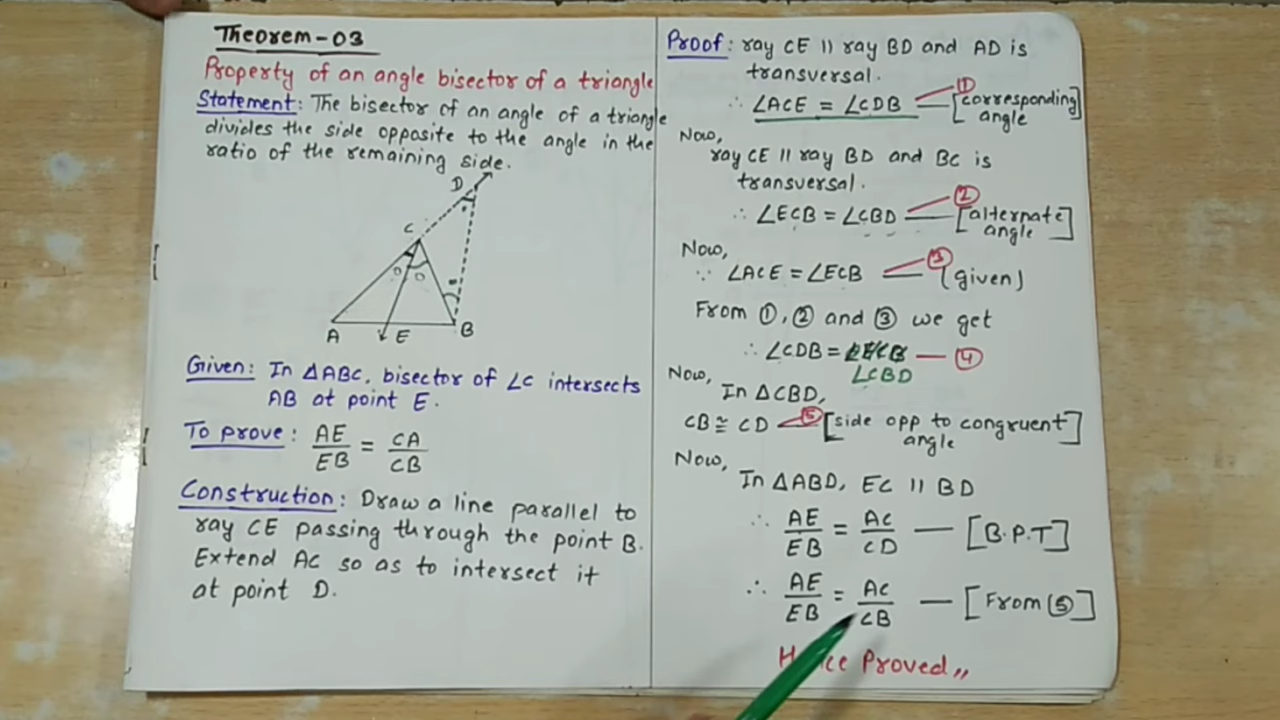 Theorem-03
Property of an angle bisector of a triangle
Statement: The bisector of an angle of a triangle
divides the side opposite to the angle in the
ratio of the remaining side.
D
C
A E B
Given: In ΔABC, bisector of ∠C intersects
AB at point E.
To prove: AE/EB = CA/CB
Construction: Draw a line parallel to
ray CE passing through the point B.
Extend AC so as to intersect it
at point D.
Proof: ray CE || ray BD and AD is
transversal.
∴ ∠ACE = ∠CDB — ① [corresponding
angle]
Now,
ray CE || ray BD and BC is
transversal.
∴ ∠ECB = ∠CBD — ② [alternate
angle]
Now,
∵ ∠ACE = ∠ECB — ③ (given)
From ①, ② and ③ we get
∴ ∠CDB = — ④
∠CBD
Now,
In ΔCBD,
CB ≅ CD — ⑤ [side opp to congruent
angle]
Now,
In ΔABD, EC || BD
∴ AE/EB = AC/CD — [B.P.T]
∴ AE/EB = AC/CB — [From ⑤]
Proved,,